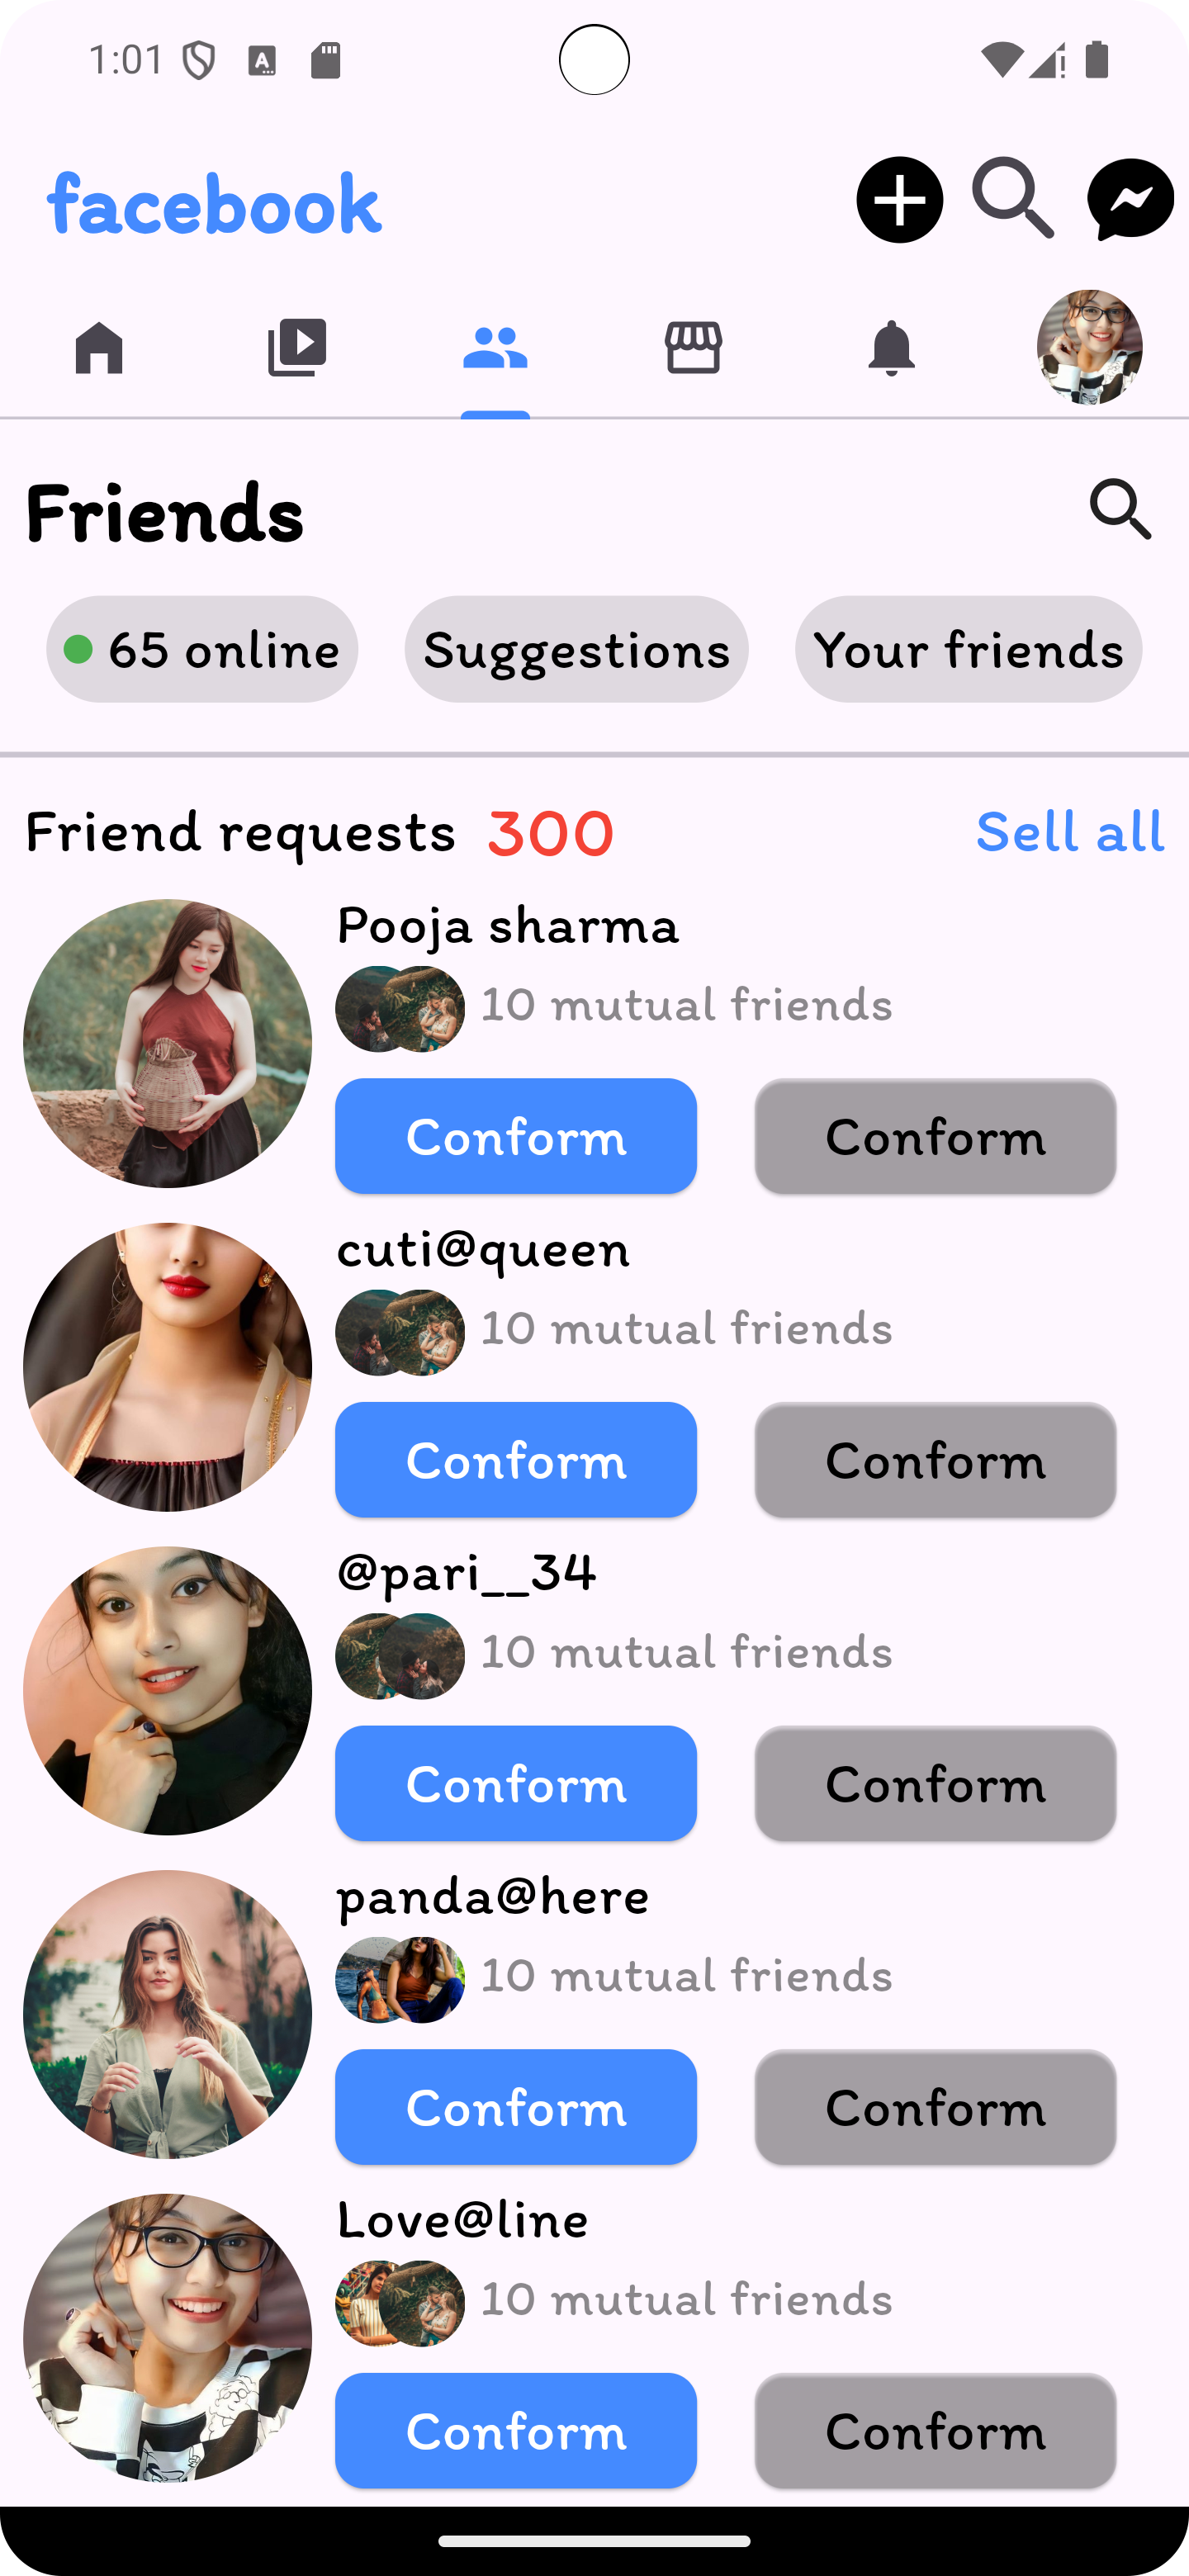 1:01
facebook
Friends
65 online
Suggestions
Your friends
Friend requests 300 Sell all
Pooja sharma
10 mutual friends
Conform Conform
cuti@queen
10 mutual friends
Conform Conform
@pari__34
10 mutual friends
Conform Conform
panda@here
10 mutual friends
Conform Conform
Love@line
10 mutual friends
Conform Conform